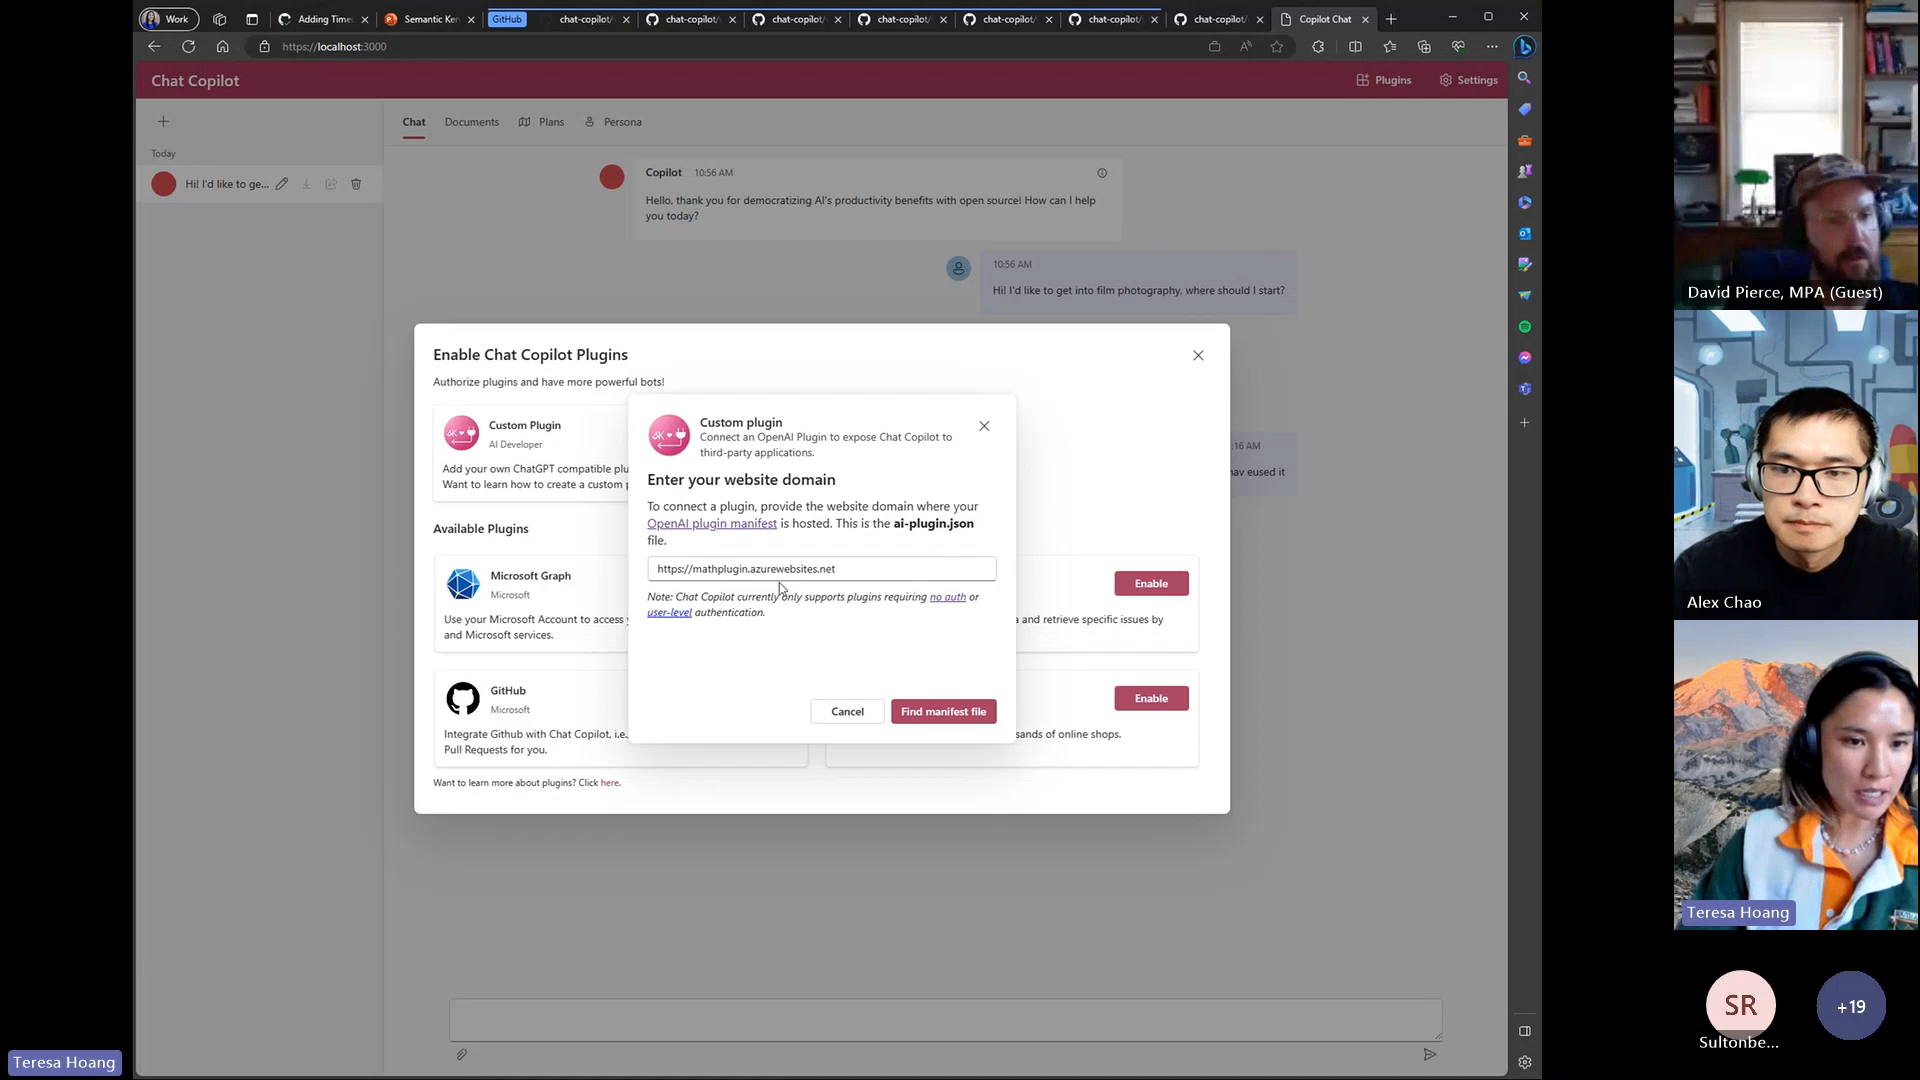 Work
Adding Time
Semantic Ker
GitHub
chat-copilot/
chat-copilot/
chat-copilot/
chat-copilot/
chat-copilot/
chat-copilot/
chat-copilot/
Copilot Chat
https://localhost:3000
Chat Copilot
Plugins
Settings
Chat
Documents
Plans
Persona
Today
Hi! I'd like to ge...
Copilot 10:56 AM
Hello, thank you for democratizing AI's productivity benefits with open source! How can I help
you today?
10:56 AM
Hi! I'd like to get into film photography, where should I start?
:16 AM
hav eused it
Enable Chat Copilot Plugins
Authorize plugins and have more powerful bots!
Custom Plugin
AI Developer
Add your own ChatGPT compatible plu
Want to learn how to create a custom p
Available Plugins
Microsoft Graph
Microsoft
Use your Microsoft Account to access
and Microsoft services.
Enable
a and retrieve specific issues by
GitHub
Microsoft
Integrate Github with Chat Copilot, i.e.
Pull Requests for you.
Enable
sands of online shops.
Want to learn more about plugins? Click here.
Custom plugin
Connect an OpenAI Plugin to expose Chat Copilot to
third-party applications.
Enter your website domain
To connect a plugin, provide the website domain where your
OpenAI plugin manifest is hosted. This is the ai-plugin.json
file.
https://mathplugin.azurewebsites.net
Note: Chat Copilot currently only supports plugins requiring no auth or
user-level authentication.
Cancel
Find manifest file
David Pierce, MPA (Guest)
Alex Chao
Teresa Hoang
SR
+19
Sultonbe...
Teresa Hoang